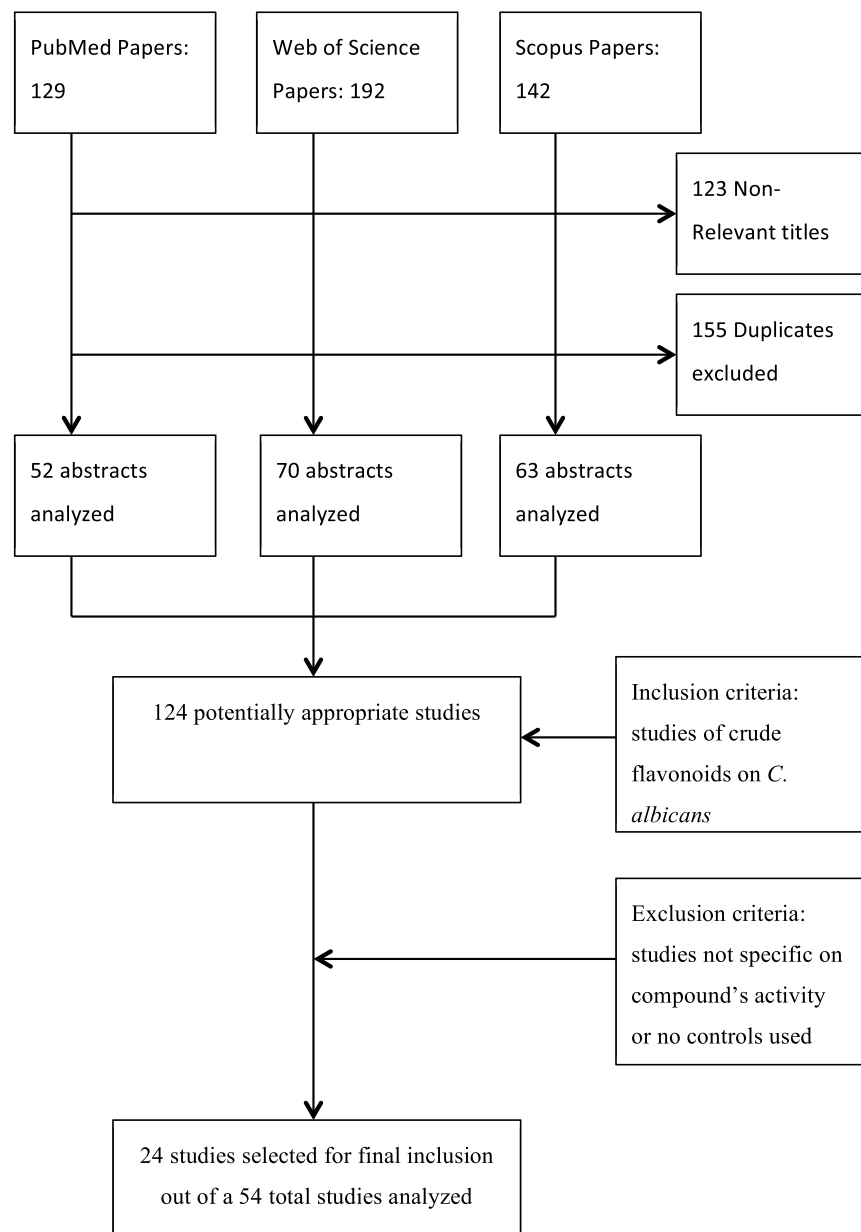 PubMed Papers:
129
Web of Science
Papers: 192
Scopus Papers:
142
123 Non-
Relevant titles
155 Duplicates
excluded
52 abstracts
analyzed
70 abstracts
analyzed
63 abstracts
analyzed
124 potentially appropriate studies
Inclusion criteria:
studies of crude
flavonoids on C.
albicans
Exclusion criteria:
studies not specific on
compound’s activity
or no controls used
24 studies selected for final inclusion
out of a 54 total studies analyzed